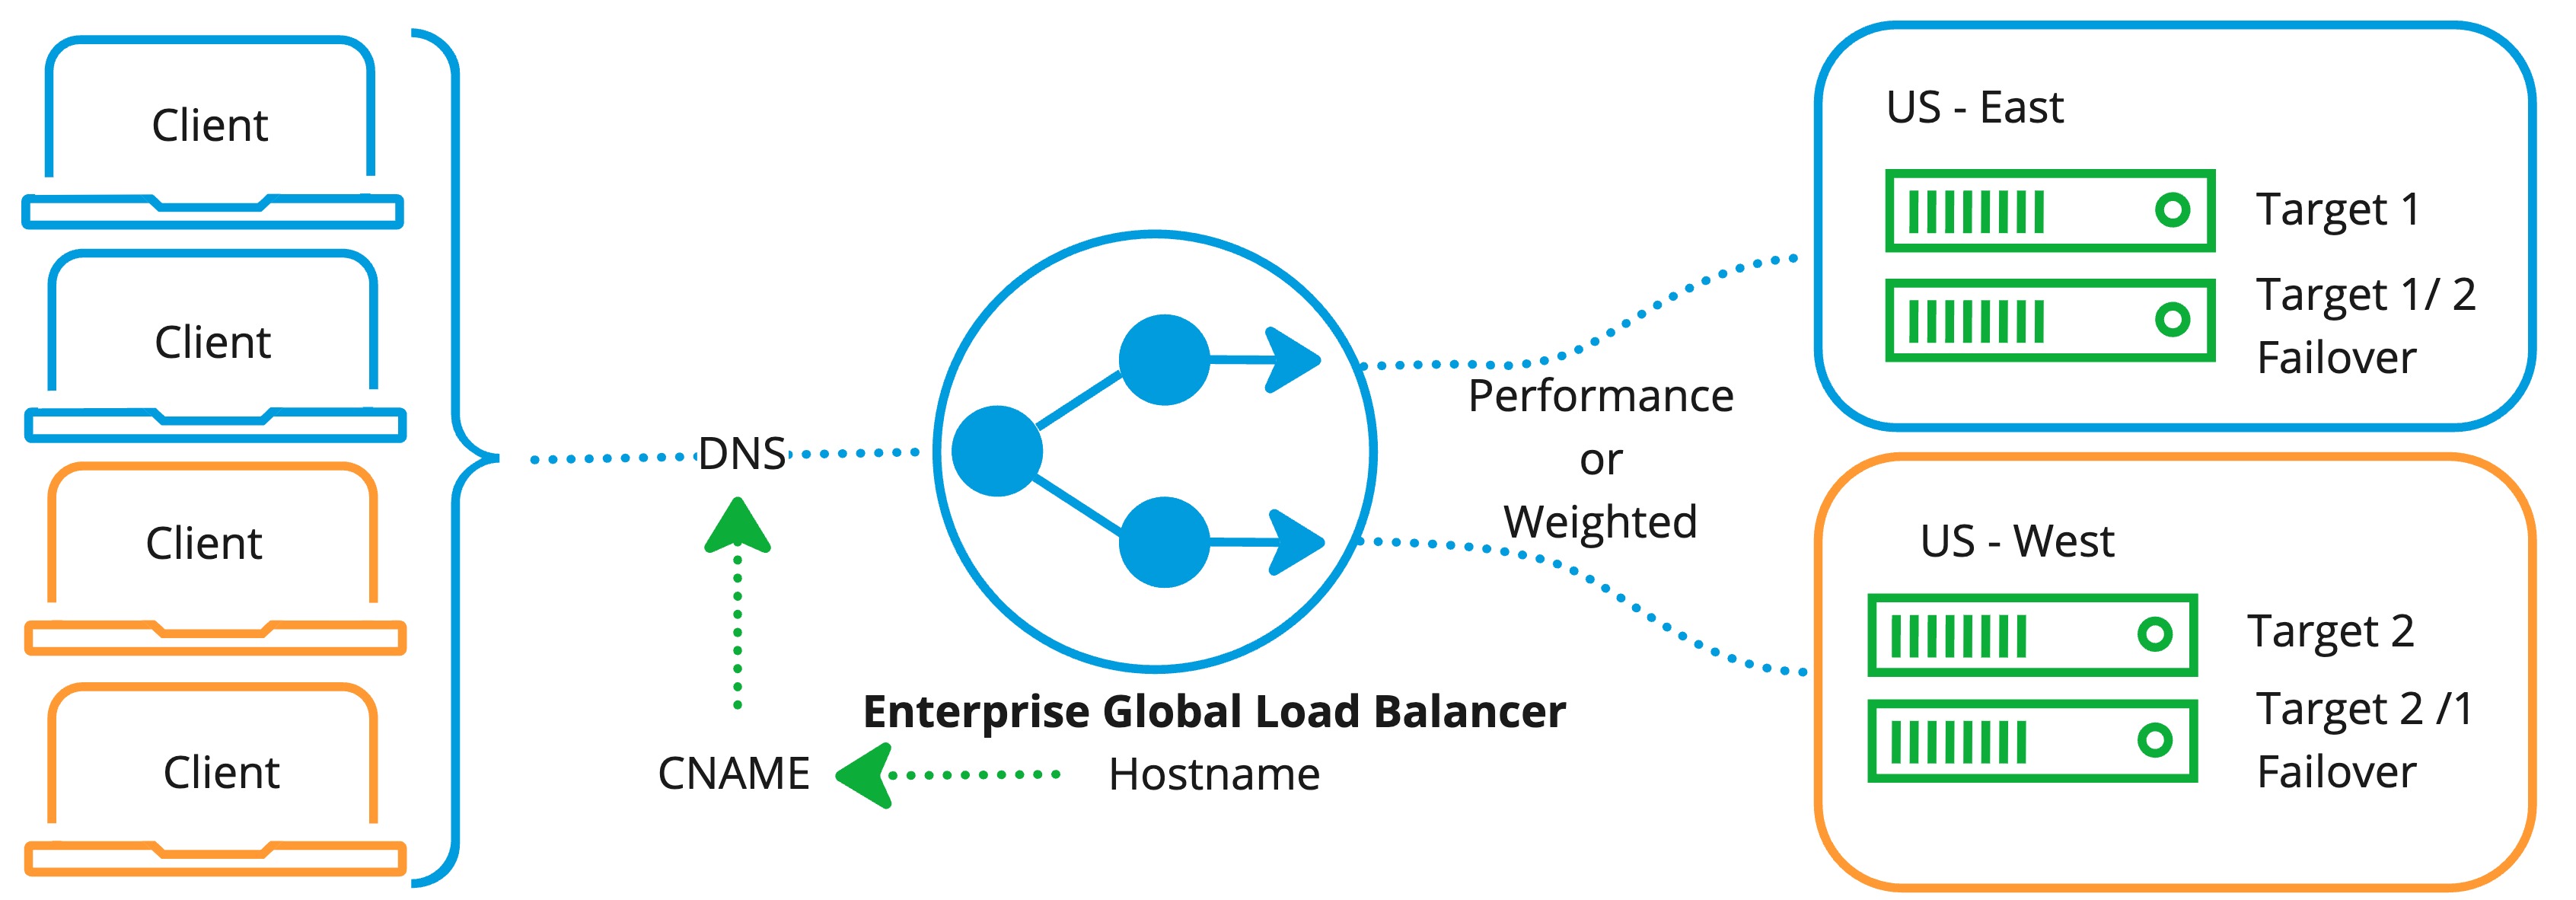 Client
Client
Client
Client
DNS
CNAME
Enterprise Global Load Balancer
Hostname
Performance
or
Weighted
US - East
Target 1
Target 1/ 2
Failover
US - West
Target 2
Target 2 /1
Failover